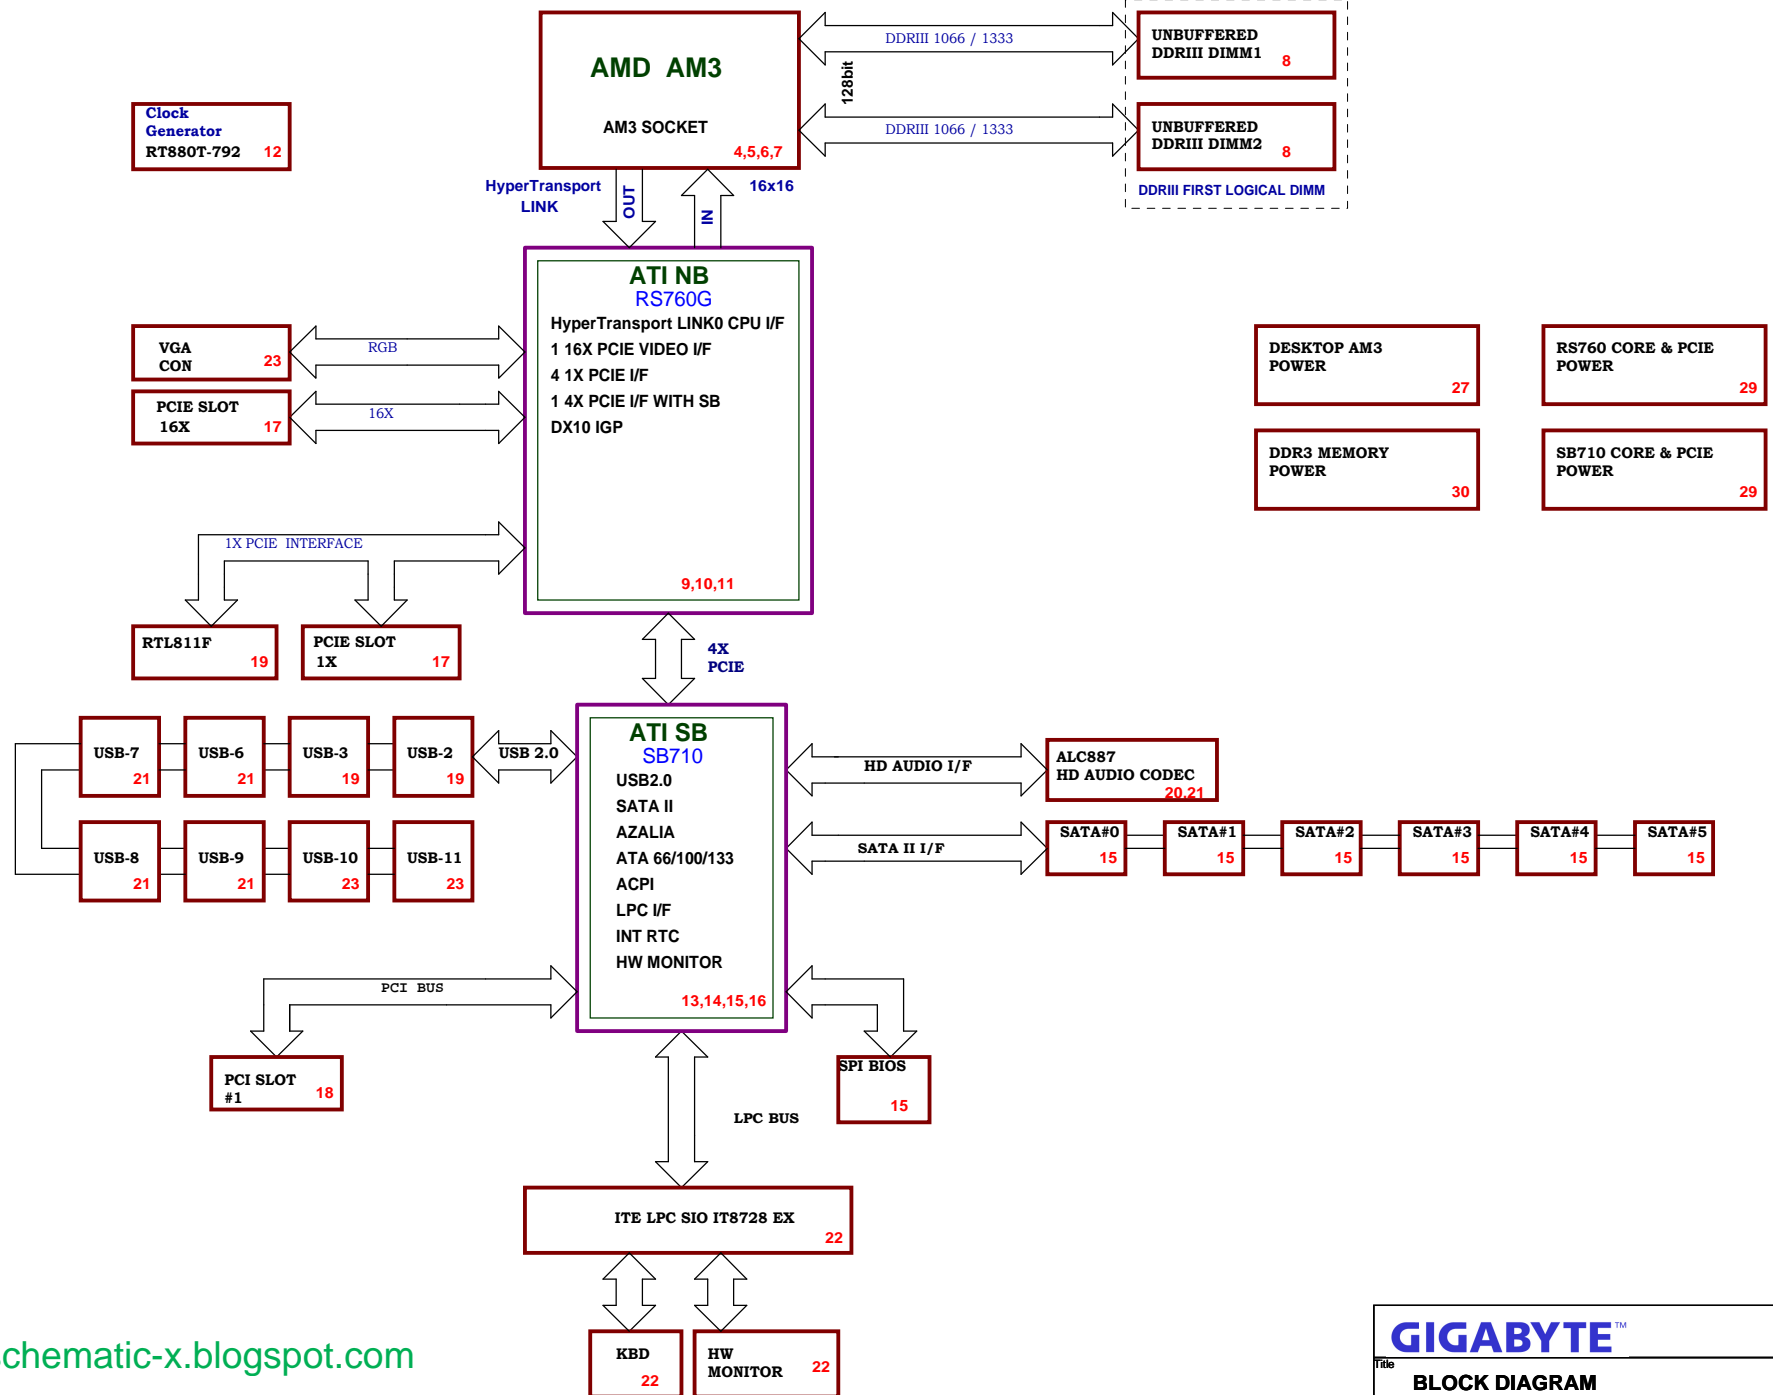 AMD AM3
AM3 SOCKET
4,5,6,7
DDRIII 1066 / 1333
128bit
DDRIII 1066 / 1333
UNBUFFERED
DDRIII DIMM1
8
UNBUFFERED
DDRIII DIMM2
8
DDRIII FIRST LOGICAL DIMM
Clock
Generator
RT880T-792 12
HyperTransport
LINK
OUT
IN
16x16
ATI NB
RS760G
HyperTransport LINK0 CPU I/F
1 16X PCIE VIDEO I/F
4 1X PCIE I/F
1 4X PCIE I/F WITH SB
DX10 IGP
9,10,11
VGA
CON
23
RGB
PCIE SLOT
16X
17
16X
DESKTOP AM3
POWER
27
RS760 CORE & PCIE
POWER
29
DDR3 MEMORY
POWER
30
SB710 CORE & PCIE
POWER
29
1X PCIE INTERFACE
RTL811F
19
PCIE SLOT
1X
17
4X
PCIE
USB-7
21
USB-6
21
USB-3
19
USB-2
19
USB 2.0
USB-8
21
USB-9
21
USB-10
23
USB-11
23
ATI SB
SB710
USB2.0
SATA II
AZALIA
ATA 66/100/133
ACPI
LPC I/F
INT RTC
HW MONITOR
13,14,15,16
HD AUDIO I/F
ALC887
HD AUDIO CODEC
20,21
SATA II I/F
SATA#0
15
SATA#1
15
SATA#2
15
SATA#3
15
SATA#4
15
SATA#5
15
PCI BUS
PCI SLOT
#1
18
SPI BIOS
15
LPC BUS
ITE LPC SIO IT8728 EX
22
KBD
22
HW
MONITOR
22
chematic-x.blogspot.com
GIGABYTE™
Title
BLOCK DIAGRAM